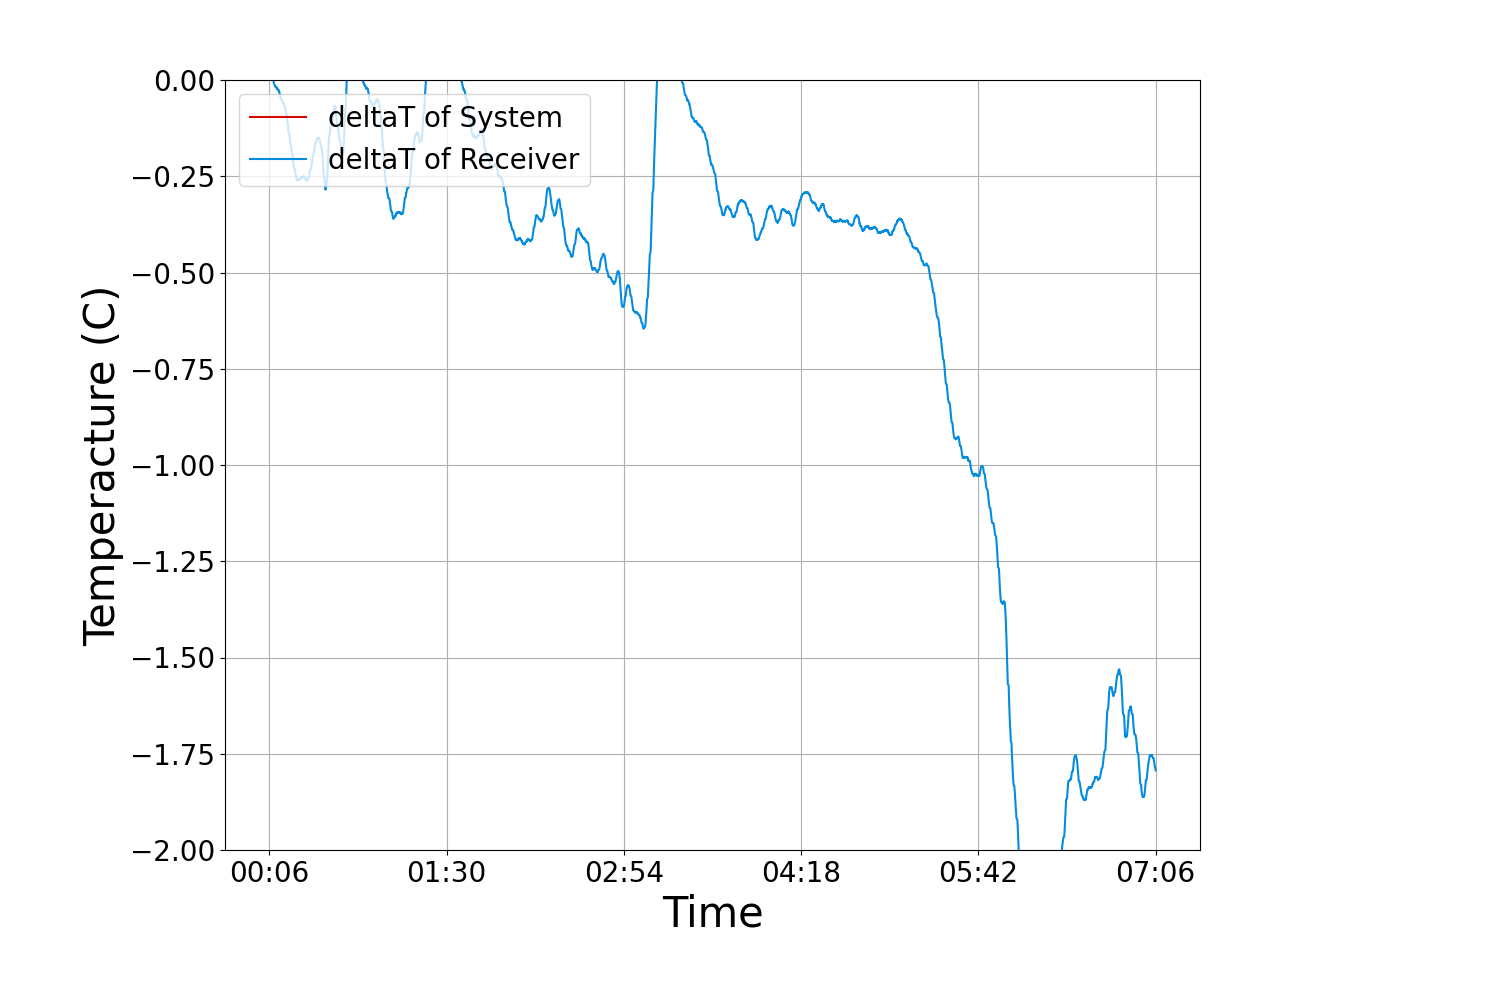 0.00
−0.25
−0.50
−0.75
−1.00
−1.25
−1.50
−1.75
−2.00
Temperacture (C)
deltaT of System
deltaT of Receiver
00:06 01:30 02:54 04:18 05:42 07:06
Time